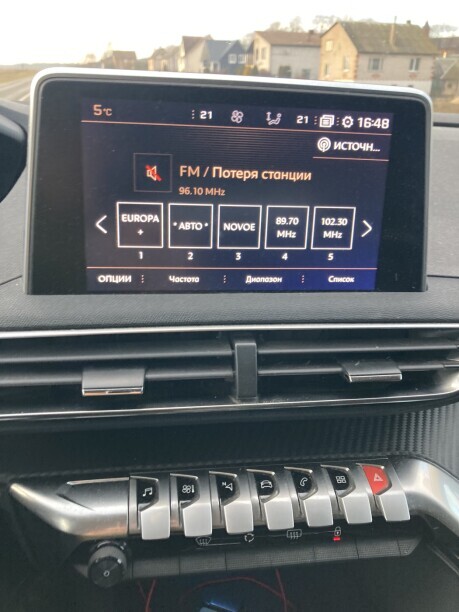 5°C
21
21
16:48
ИСТОЧН...
FM / Потеря станции
96.10 MHz
EUROPA
+
* АВТО *
NOVOE
89.70
MHz
102.30
MHz
1
2
3
4
5
ОПЦИИ
Частота
Диапазон
Список